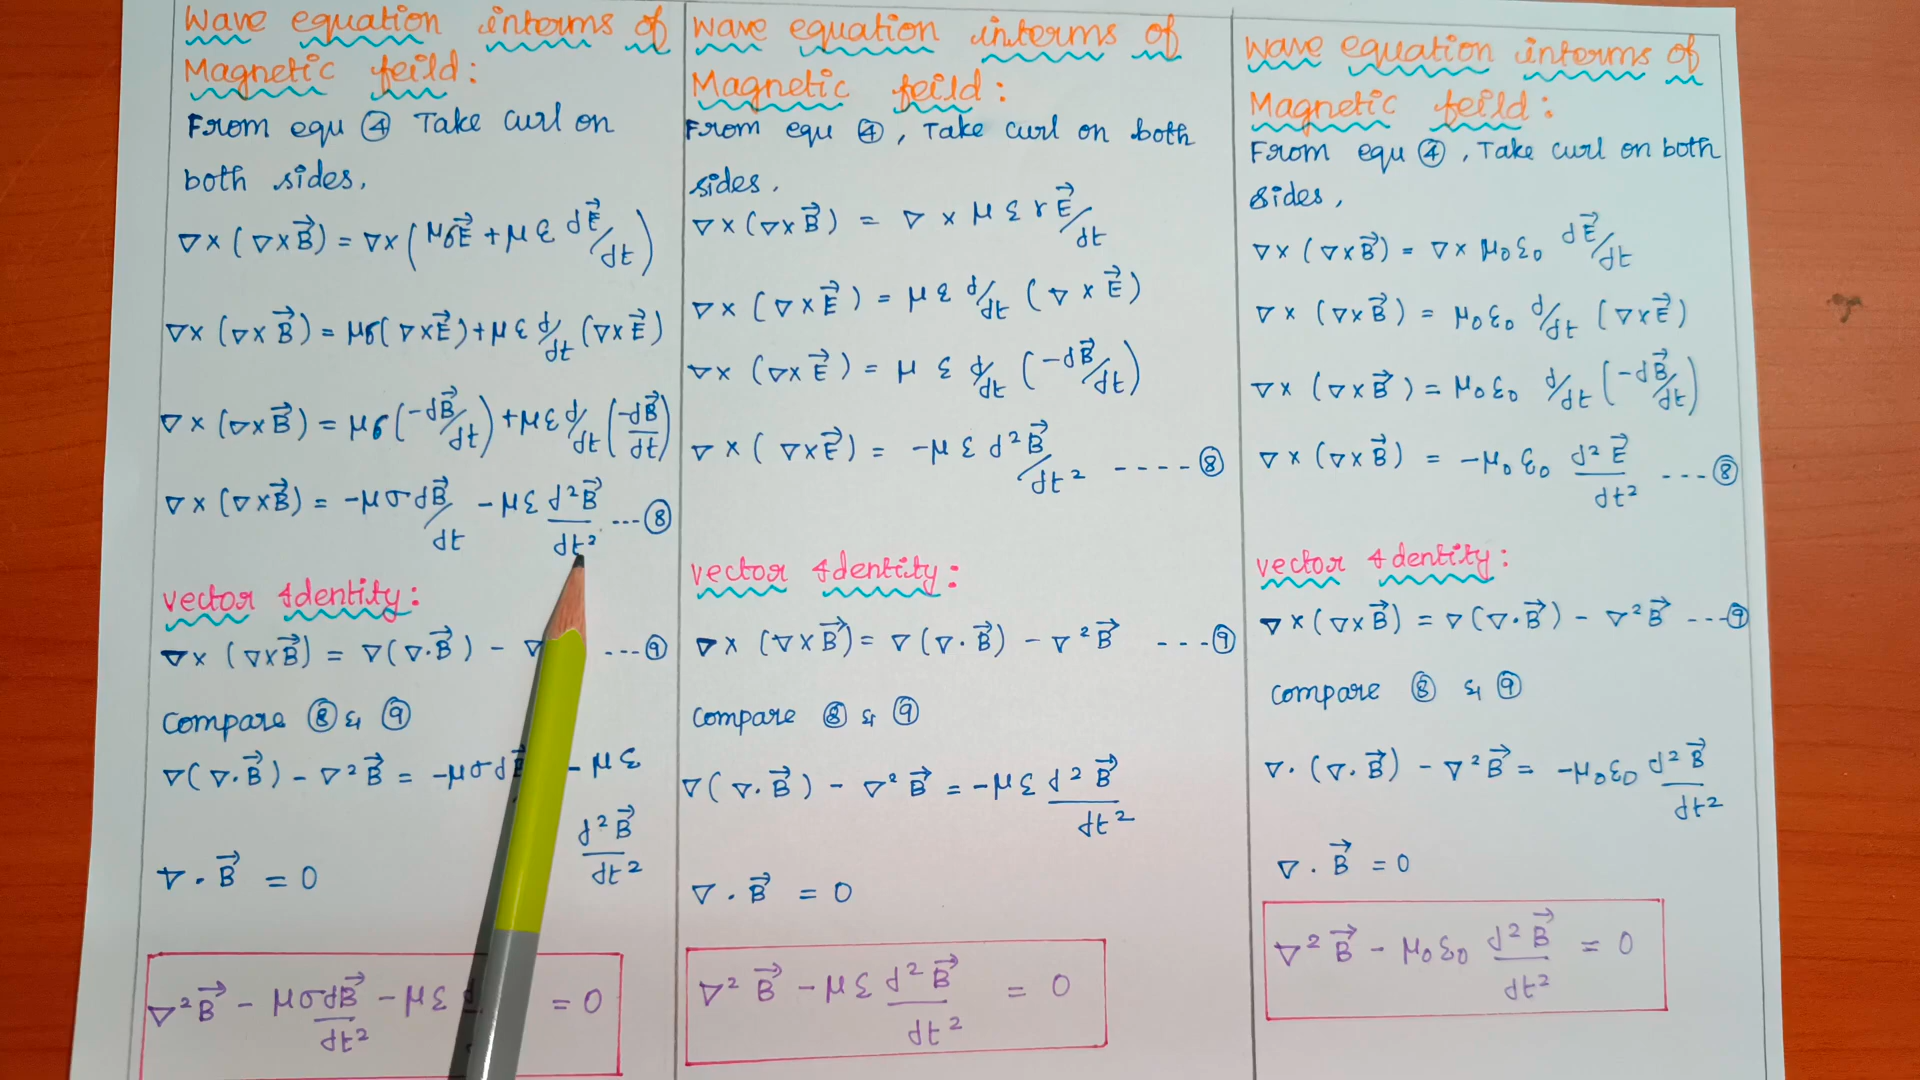 Wave equation interms of
Magnetic feild:
From equ ④ Take curl on
both sides,
∇×(∇×B⃗) = ∇×(μσE⃗ + με dE⃗/dt)
∇×(∇×B⃗) = μσ(∇×E⃗) + με d/dt (∇×E⃗)
∇×(∇×B⃗) = μσ(-dB⃗/dt) + με d/dt (-dB⃗/dt)
∇×(∇×B⃗) = -μσ dB⃗/dt - με d²B⃗/dt² ---⑧
vector Identity:
∇×(∇×B⃗) = ∇(∇.B⃗) - ∇ ---⑨
Compare ⑧ & ⑨
∇(∇.B⃗) - ∇²B⃗ = -μσd - με
d²B⃗/dt²
∇.B⃗ = 0
∇²B⃗ - μσdB⃗/dt² - με = 0
Wave equation interms of
Magnetic feild:
From equ ④, Take curl on both
sides.
∇×(∇×B⃗) = ∇ × με γE⃗/dt
∇×(∇×E⃗) = με d/dt (∇×E⃗)
∇×(∇×E⃗) = με d/dt (-dB⃗/dt)
∇×(∇×E⃗) = -με d²B⃗/dt² ----⑧
vector Identity:
∇×(∇×B⃗) = ∇(∇.B⃗) - ∇²B⃗ ---⑨
compare ⑧ & ⑨
∇(∇.B⃗) - ∇²B⃗ = -με d²B⃗/dt²
∇.B⃗ = 0
∇²B⃗ - με d²B⃗/dt² = 0
Wave equation interms of
Magnetic feild:
From equ ④, Take curl on both
sides,
∇×(∇×B⃗) = ∇× μ₀ε₀ dE⃗/dt
∇×(∇×B⃗) = μ₀ε₀ d/dt (∇×E⃗)
∇×(∇×B⃗) = μ₀ε₀ d/dt (-dB⃗/dt)
∇×(∇×B⃗) = -μ₀ε₀ d²E⃗/dt² ---⑧
vector Identity:
∇×(∇×B⃗) = ∇(∇.B⃗) - ∇²B⃗ ---⑨
compare ⑧ & ⑨
∇.(∇.B⃗) - ∇²B⃗ = -μ₀ε₀ d²B⃗/dt²
∇.B⃗ = 0
∇²B⃗ - μ₀ε₀ d²B⃗/dt² = 0